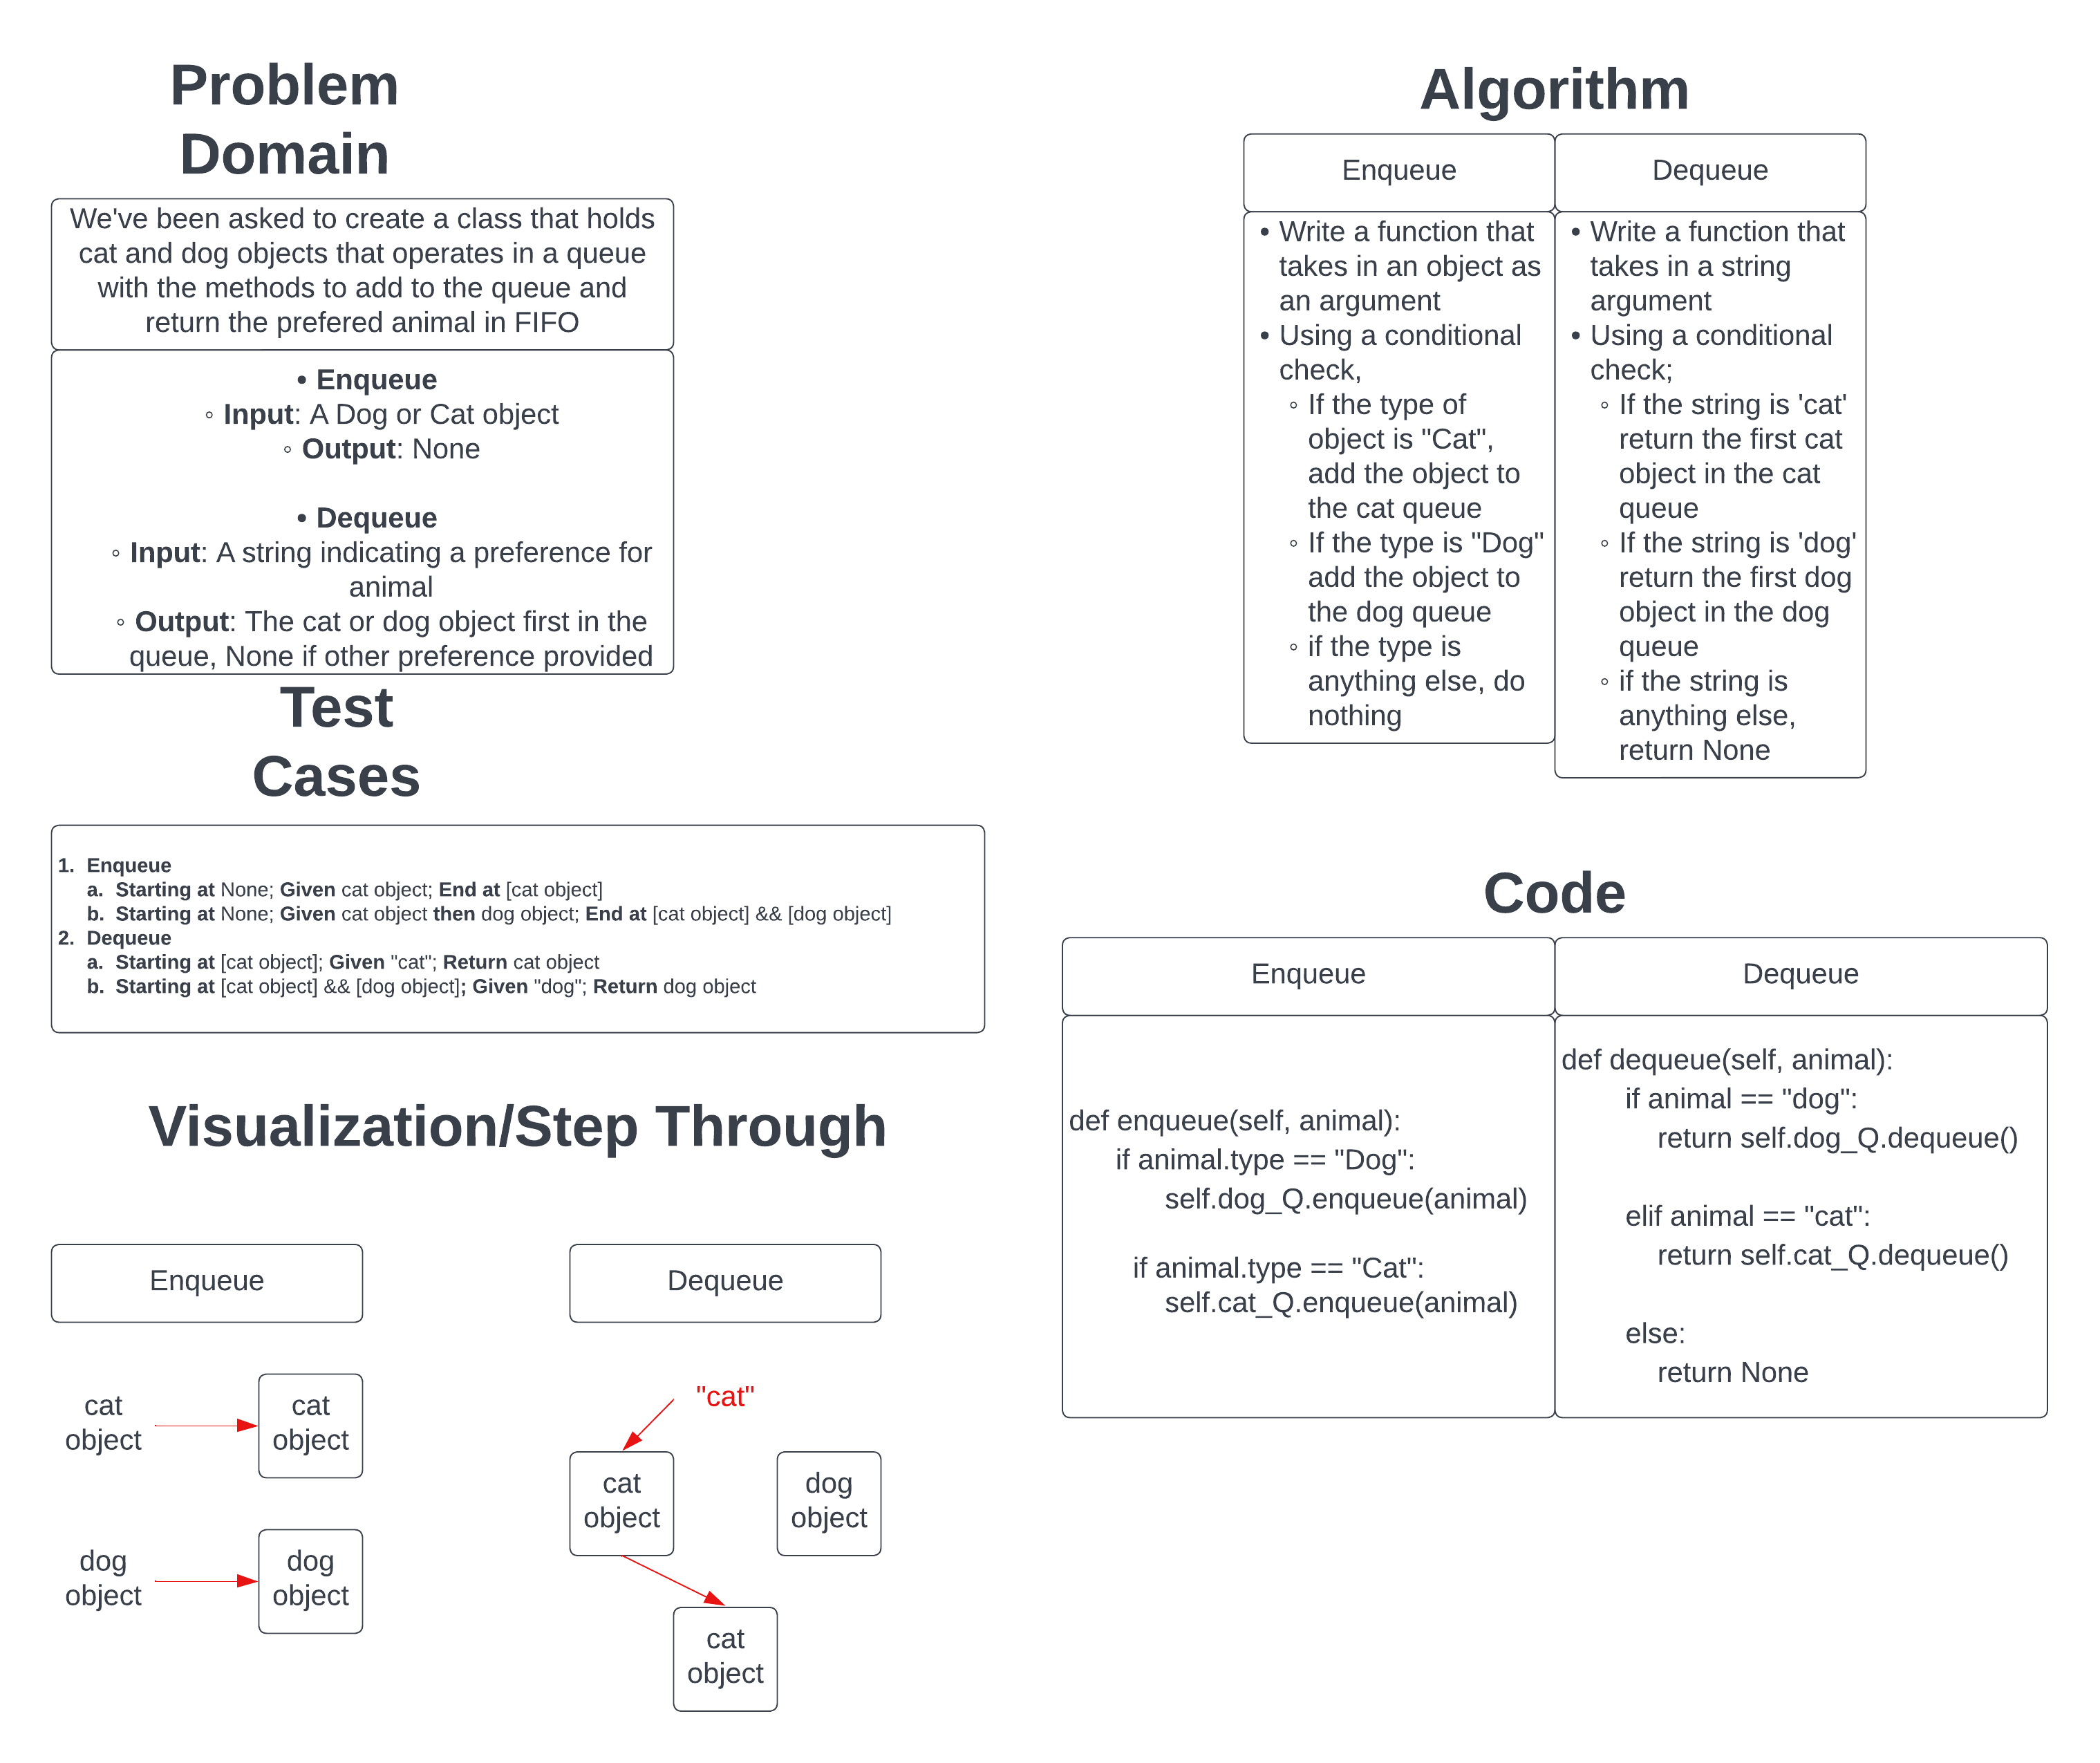 Problem
Domain
We've been asked to create a class that holds
cat and dog objects that operates in a queue
with the methods to add to the queue and
return the prefered animal in FIFO
• Enqueue
◦ Input: A Dog or Cat object
◦ Output: None
• Dequeue
◦ Input: A string indicating a preference for
animal
◦ Output: The cat or dog object first in the
queue, None if other preference provided
Test
Cases
1. Enqueue
a. Starting at None; Given cat object; End at [cat object]
b. Starting at None; Given cat object then dog object; End at [cat object] && [dog object]
2. Dequeue
a. Starting at [cat object]; Given "cat"; Return cat object
b. Starting at [cat object] && [dog object]; Given "dog"; Return dog object
Visualization/Step Through
Enqueue
cat
object
cat
object
dog
object
dog
object
Dequeue
"cat"
cat
object
dog
object
cat
object
Algorithm
Enqueue
• Write a function that
takes in an object as
an argument
• Using a conditional
check,
◦ If the type of
object is "Cat",
add the object to
the cat queue
◦ If the type is "Dog"
add the object to
the dog queue
◦ if the type is
anything else, do
nothing
Dequeue
• Write a function that
takes in a string
argument
• Using a conditional
check;
◦ If the string is 'cat'
return the first cat
object in the cat
queue
◦ If the string is 'dog'
return the first dog
object in the dog
queue
◦ if the string is
anything else,
return None
Code
Enqueue
def enqueue(self, animal):
if animal.type == "Dog":
self.dog_Q.enqueue(animal)
if animal.type == "Cat":
self.cat_Q.enqueue(animal)
Dequeue
def dequeue(self, animal):
if animal == "dog":
return self.dog_Q.dequeue()
elif animal == "cat":
return self.cat_Q.dequeue()
else:
return None